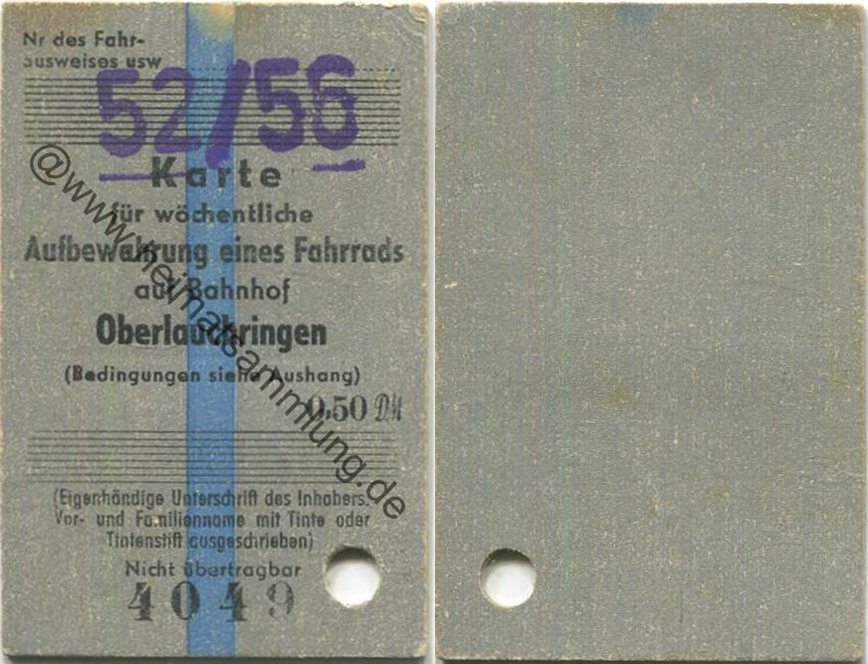 Nr des Fahr-
ausweises usw
52/56
Karte
für wöchentliche
Aufbewahrung eines Fahrrads
auf Bahnhof
Oberlauchringen
(Bedingungen siehe Aushang)
0,50 DM
(Eigenhändige Unterschrift des Inhabers,
Vor- und Familienname mit Tinte oder
Tintenstift ausgeschrieben)
Nicht übertragbar
4049
@www.heimatsammlung.de